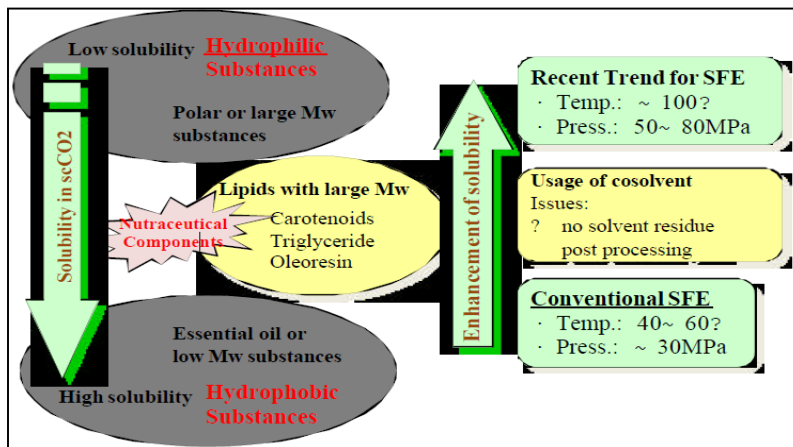 Low solubility Hydrophilic
Substances
Polar or large Mw
substances
Solubility in scCO2
Nutraceutical
Components
Lipids with large Mw
Carotenoids
Triglyceride
Oleoresin
Essential oil or
low Mw substances
High solubility Hydrophobic
Substances
Enhancement of solubility
Recent Trend for SFE
· Temp.: ~ 100?
· Press.: 50~ 80MPa
Usage of cosolvent
Issues:
? no solvent residue
post processing
Conventional SFE
· Temp.: 40~ 60?
· Press.: ~ 30MPa